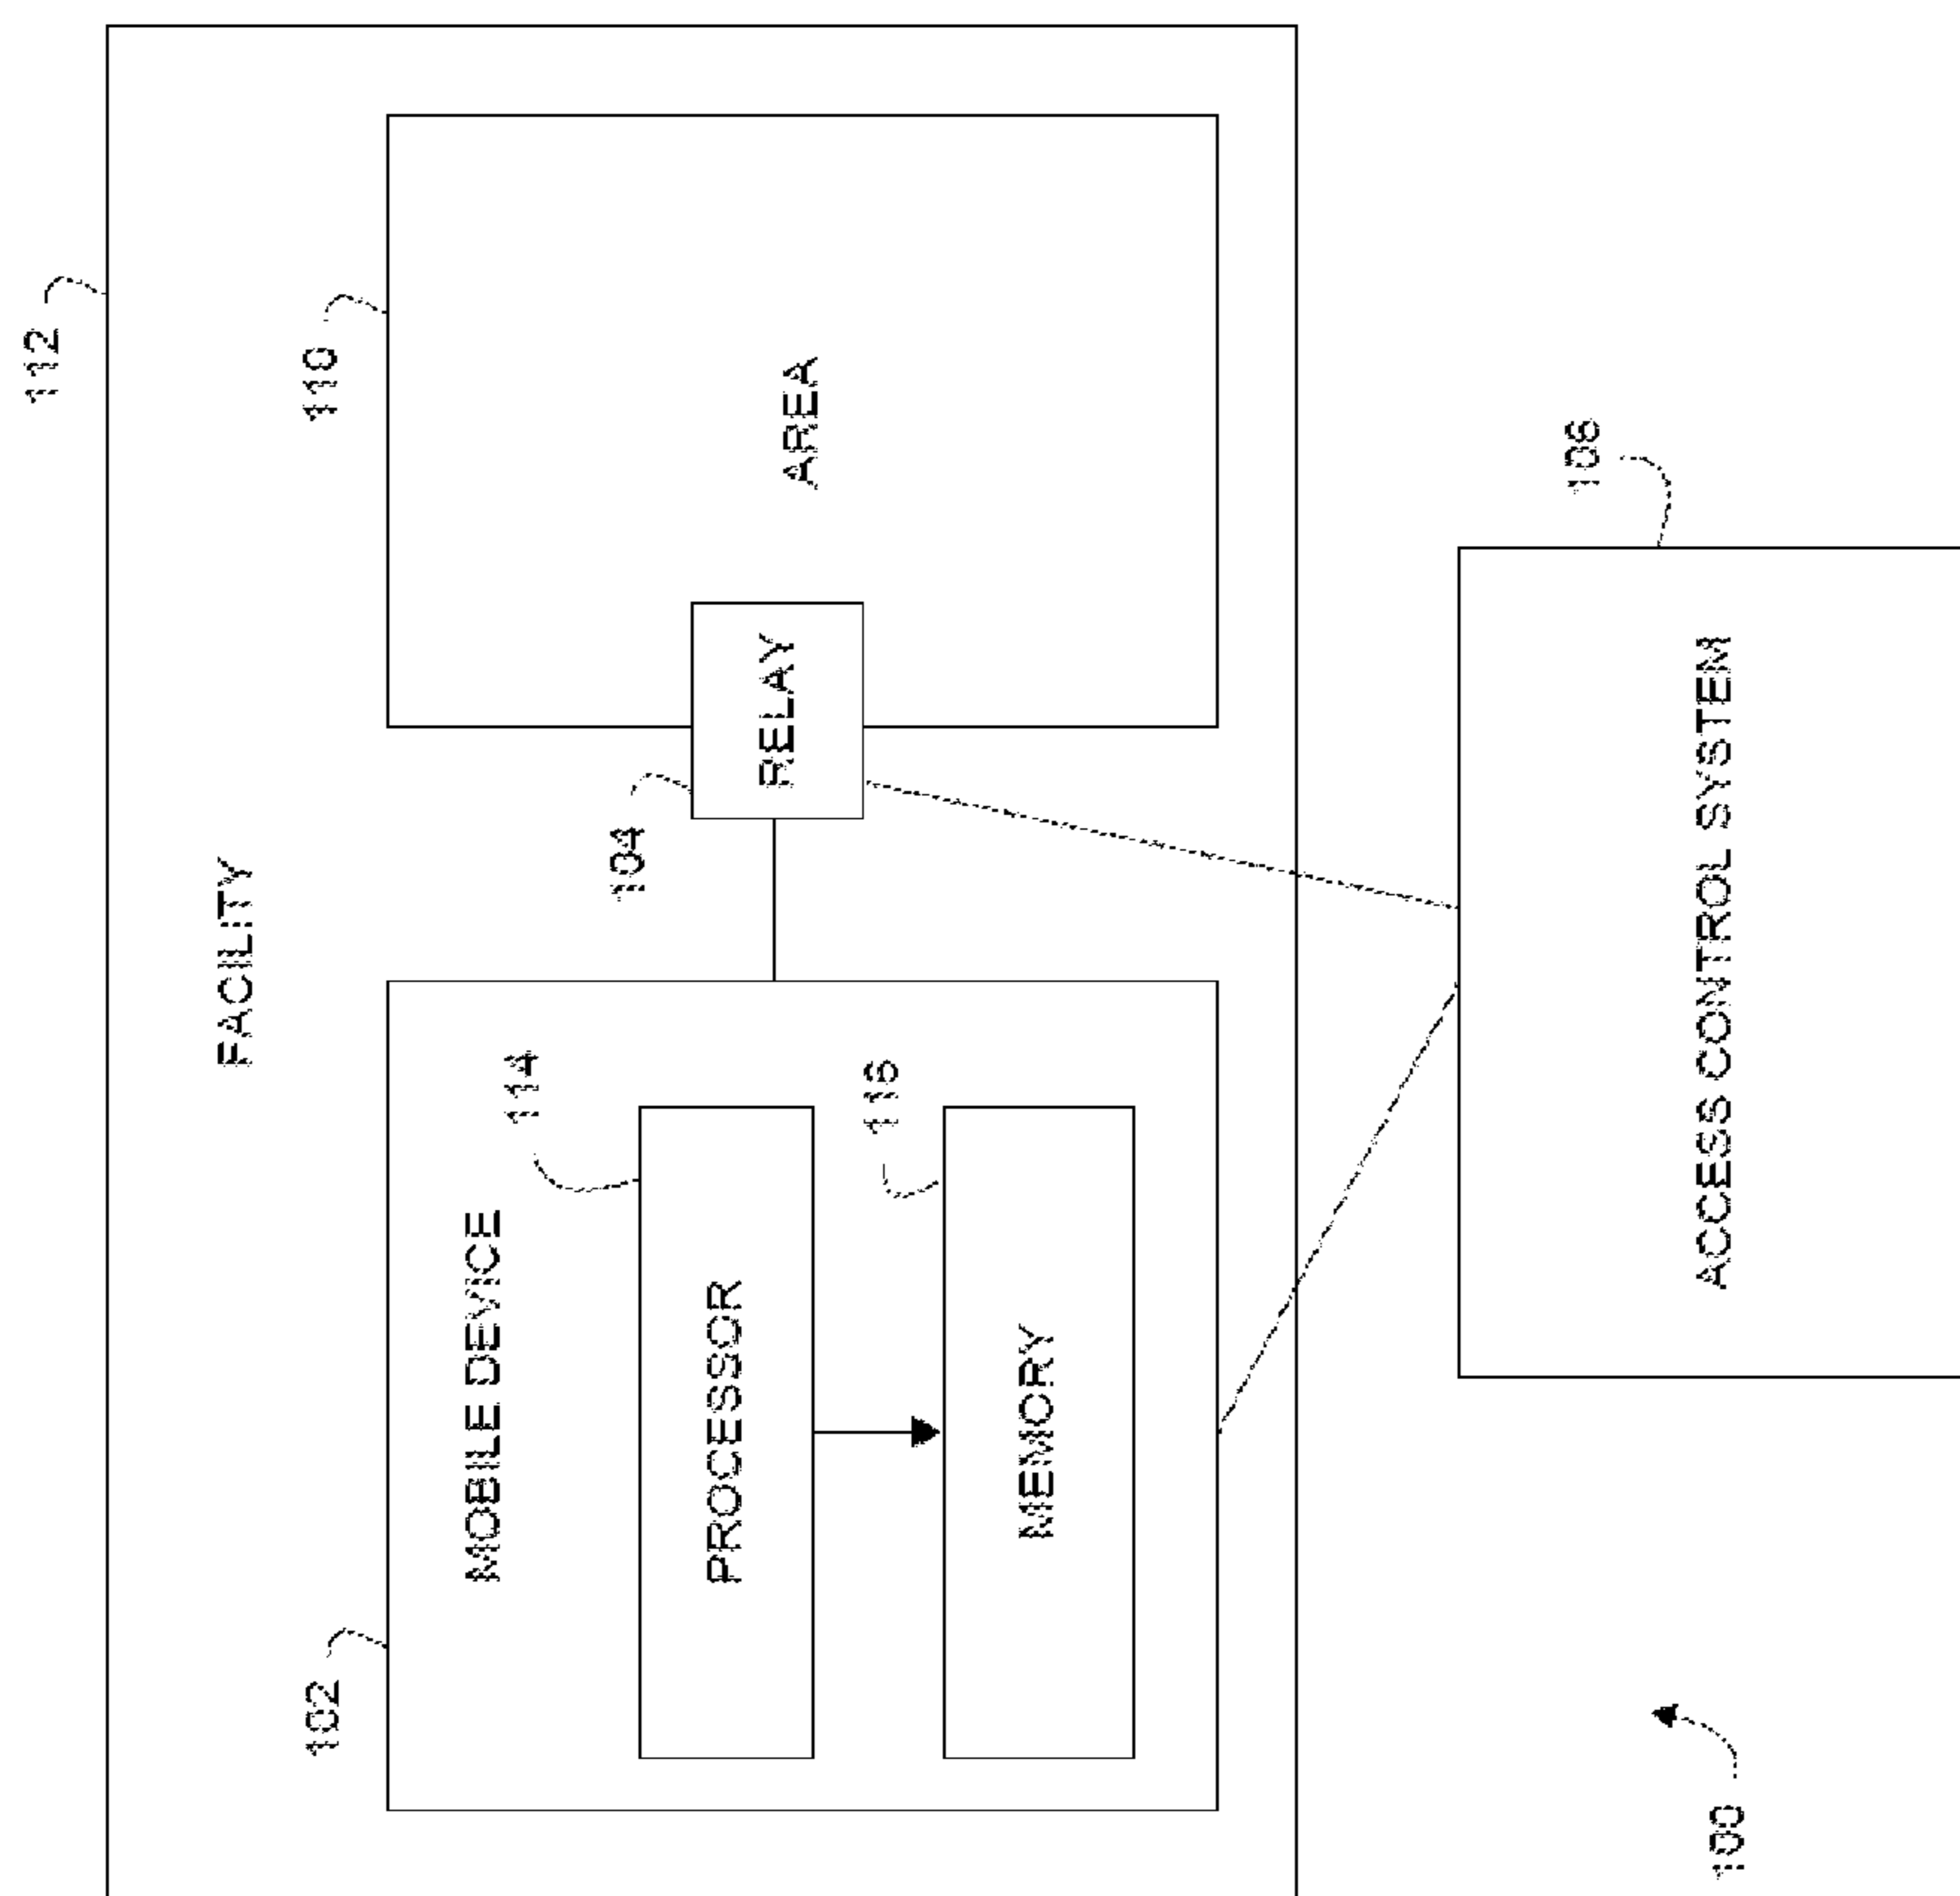 112
FACILITY
102
110
MOBILE DEVICE
114
104
PROCESSOR
RELAY
AREA
116
MEMORY
106
ACCESS CONTROL SYSTEM
100